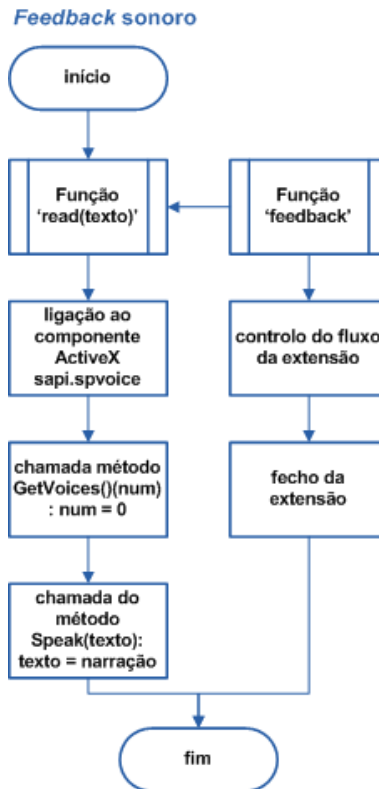 Feedback sonoro
início
Função
‘read(texto)’
Função
‘feedback’
ligação ao
componente
ActiveX
sapi.spvoice
controlo do fluxo
da extensão
chamada método
GetVoices()(num)
: num = 0
fecho da
extensão
chamada do
método
Speak(texto):
texto = narração
fim